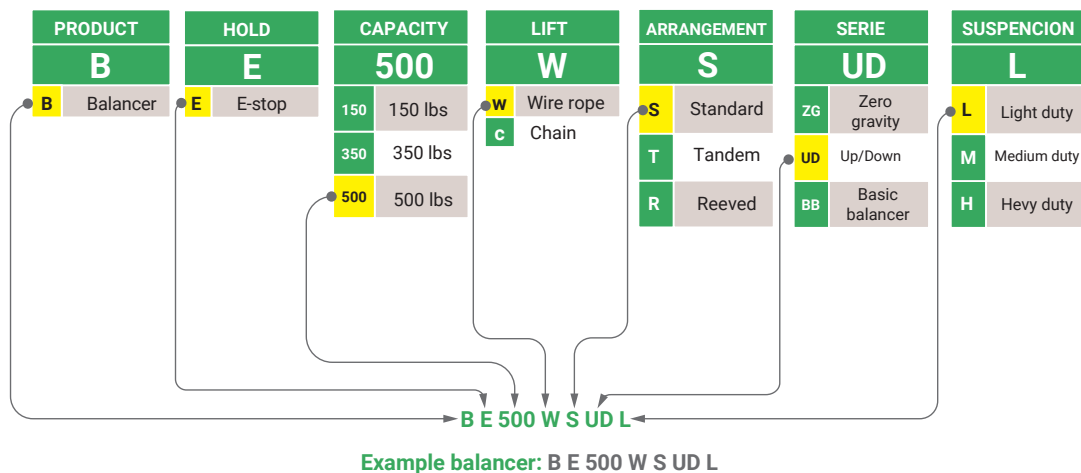 PRODUCT
B
B Balancer
HOLD
E
E E-stop
CAPACITY
500
150 150 lbs
350 350 lbs
500 500 lbs
LIFT
W
w Wire rope
c Chain
ARRANGEMENT
S
S Standard
T Tandem
R Reeved
SERIE
UD
ZG Zero
gravity
UD Up/Down
BB Basic
balancer
SUSPENCION
L
L Light duty
M Medium duty
H Hevy duty
B E 500 W S UD L
Example balancer: B E 500 W S UD L